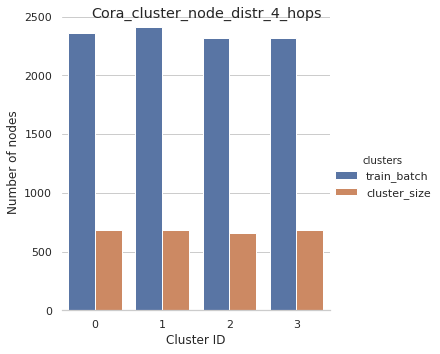 Cora_cluster_node_distr_4_hops
2500
2000
1500
1000
500
0
Number of nodes
0 1 2 3
Cluster ID
clusters
train_batch
cluster_size